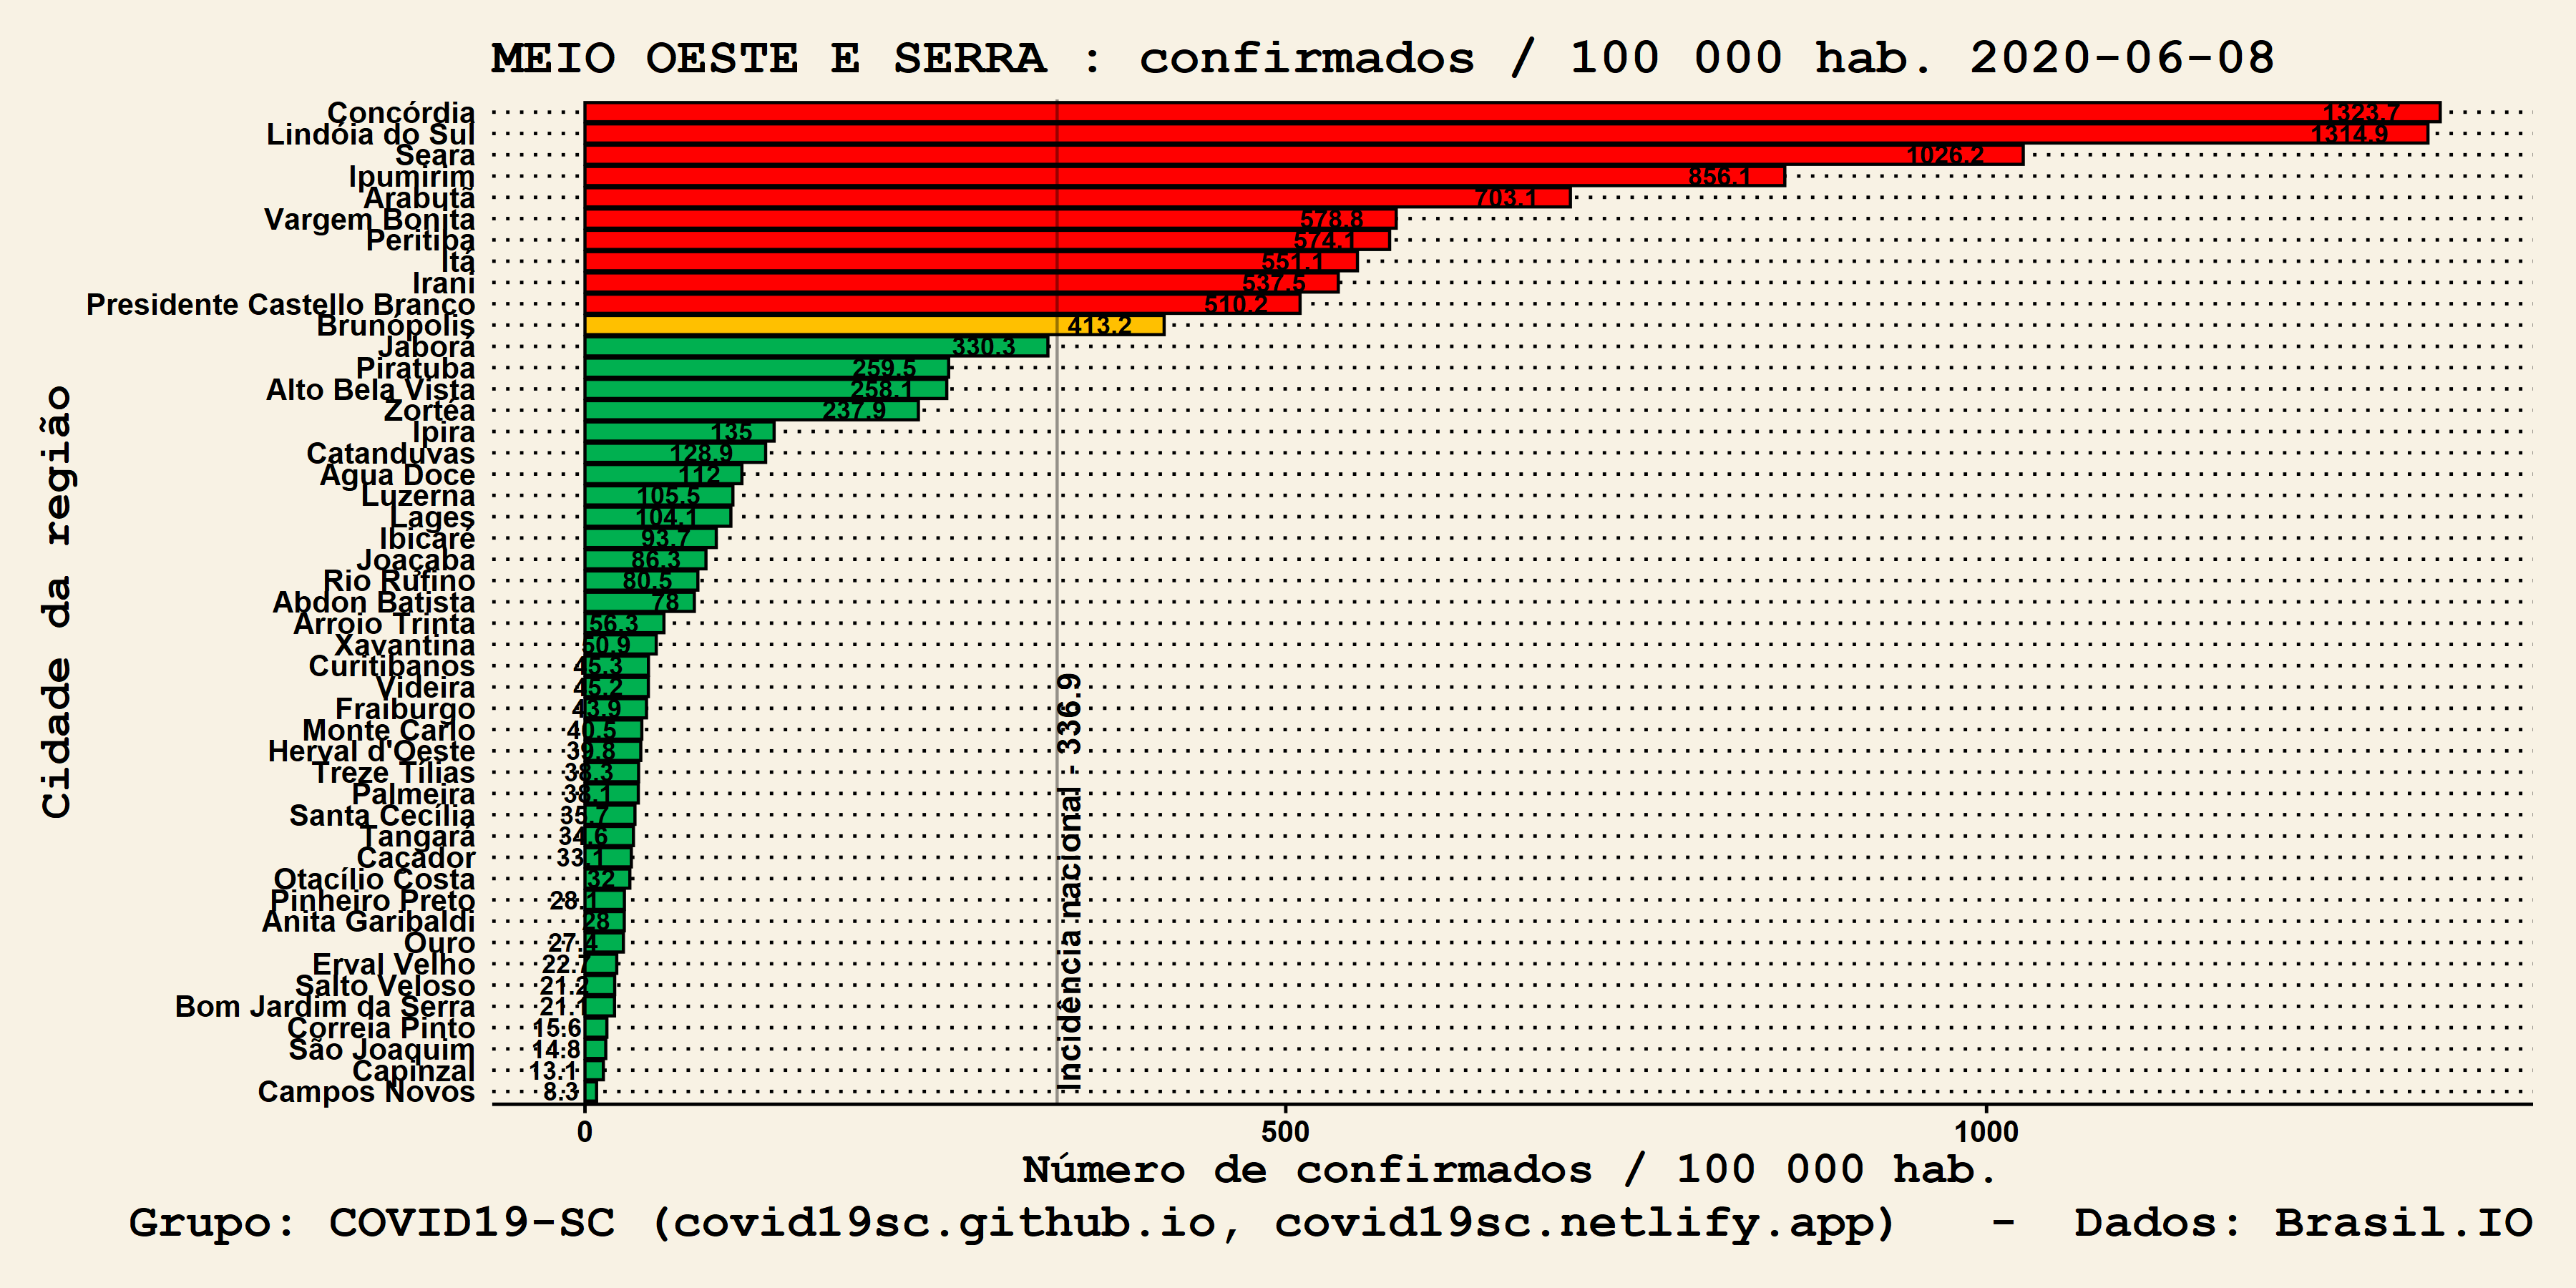 MEIO OESTE E SERRA : confirmados / 100 000 hab. 2020-06-08
Cidade da região
Concórdia 1323.7
Lindóia do Sul 1314.9
Seara 1026.2
Ipumirim 856.1
Arabutã 703.1
Vargem Bonita 578.8
Peritiba 574.1
Itá 551.1
Irani 537.5
Presidente Castello Branco 510.2
Brunópolis 413.2
Jaborá 330.3
Piratuba 259.5
Alto Bela Vista 258.1
Zortéa 237.9
Ipira 135
Catanduvas 128.9
Água Doce 112
Luzerna 105.5
Lages 104.1
Ibicaré 93.7
Joaçaba 86.3
Rio Rufino 80.5
Abdon Batista 78
Arroio Trinta 56.3
Xavantina 50.9
Curitibanos 45.3
Videira 45.2
Fraiburgo 43.9
Monte Carlo 40.5
Herval d'Oeste 39.8
Treze Tílias 38.3
Palmeira 38.1
Santa Cecília 35.7
Tangará 34.6
Caçador 33.1
Otacílio Costa 32
Pinheiro Preto 28.1
Anita Garibaldi 28
Ouro 27.4
Erval Velho 22.7
Salto Veloso 21.2
Bom Jardim da Serra 21.1
Correia Pinto 15.6
São Joaquim 14.8
Capinzal 13.1
Campos Novos 8.3
Incidência nacional - 336.9
0 500 1000
Número de confirmados / 100 000 hab.
Grupo: COVID19-SC (covid19sc.github.io, covid19sc.netlify.app) - Dados: Brasil.IO